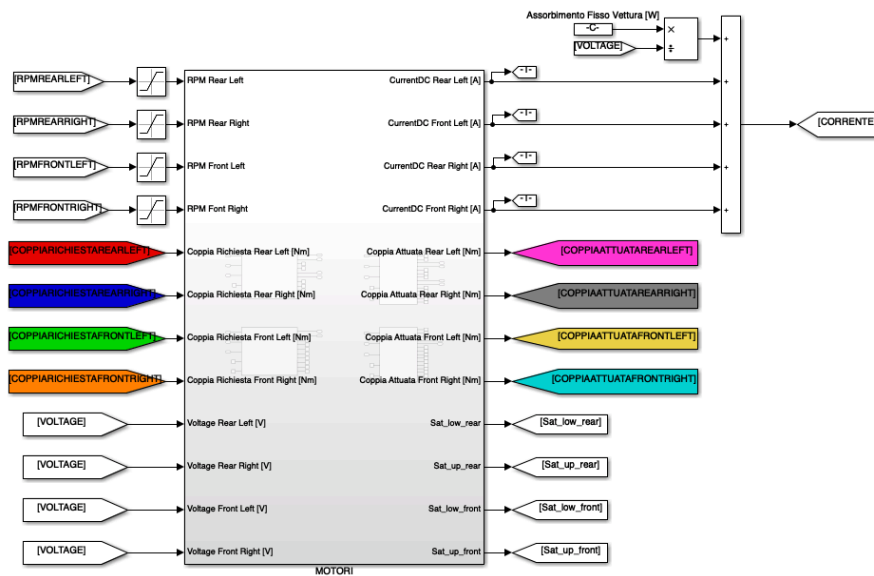 Assorbimento Fisso Vettura [W]
-C-
×
[VOLTAGE]
÷
+
[RPMREARLEFT]
RPM Rear Left
CurrentDC Rear Left [A]
-T-
+
[RPMREARRIGHT]
RPM Rear Right
CurrentDC Front Left [A]
-T-
+
[CORRENTE
[RPMFRONTLEFT]
RPM Front Left
CurrentDC Rear Right [A]
-T-
+
[RPMFRONTRIGHT]
RPM Font Right
CurrentDC Front Right [A]
-T-
+
[COPPIARICHIESTAREARLEFT]
Coppia Richiesta Rear Left [Nm]
Coppia Attuata Rear Left [Nm]
[COPPIAATTUATAREARLEFT]
[COPPIARICHIESTAREARRIGHT]
Coppia Richiesta Rear Right [Nm]
Coppia Attuata Rear Right [Nm]
[COPPIAATTUATAREARRIGHT]
[COPPIARICHIESTAFRONTLEFT]
Coppia Richiesta Front Left [Nm]
Coppia Attuata Front Left [Nm]
[COPPIAATTUATAFRONTLEFT]
[COPPIARICHIESTAFRONTRIGHT]
Coppia Richiesta Front Right [Nm]
Coppia Attuata Front Right [Nm]
[COPPIAATTUATAFRONTRIGHT]
[VOLTAGE]
Voltage Rear Left [V]
Sat_low_rear
[Sat_low_rear]
[VOLTAGE]
Voltage Rear Right [V]
Sat_up_rear
[Sat_up_rear]
[VOLTAGE]
Voltage Front Left [V]
Sat_low_front
[Sat_low_front]
[VOLTAGE]
Voltage Front Right [V]
Sat_up_front
[Sat_up_front]
MOTORI